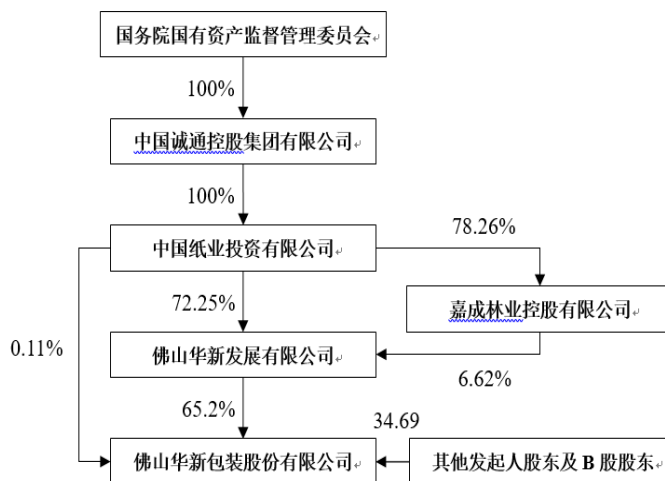 国务院国有资产监督管理委员会
100%
中国诚通控股集团有限公司
100%
中国纸业投资有限公司
78.26%
72.25%
嘉成林业控股有限公司
0.11%
佛山华新发展有限公司
6.62%
65.2%
34.69
佛山华新包装股份有限公司
其他发起人股东及 B 股股东